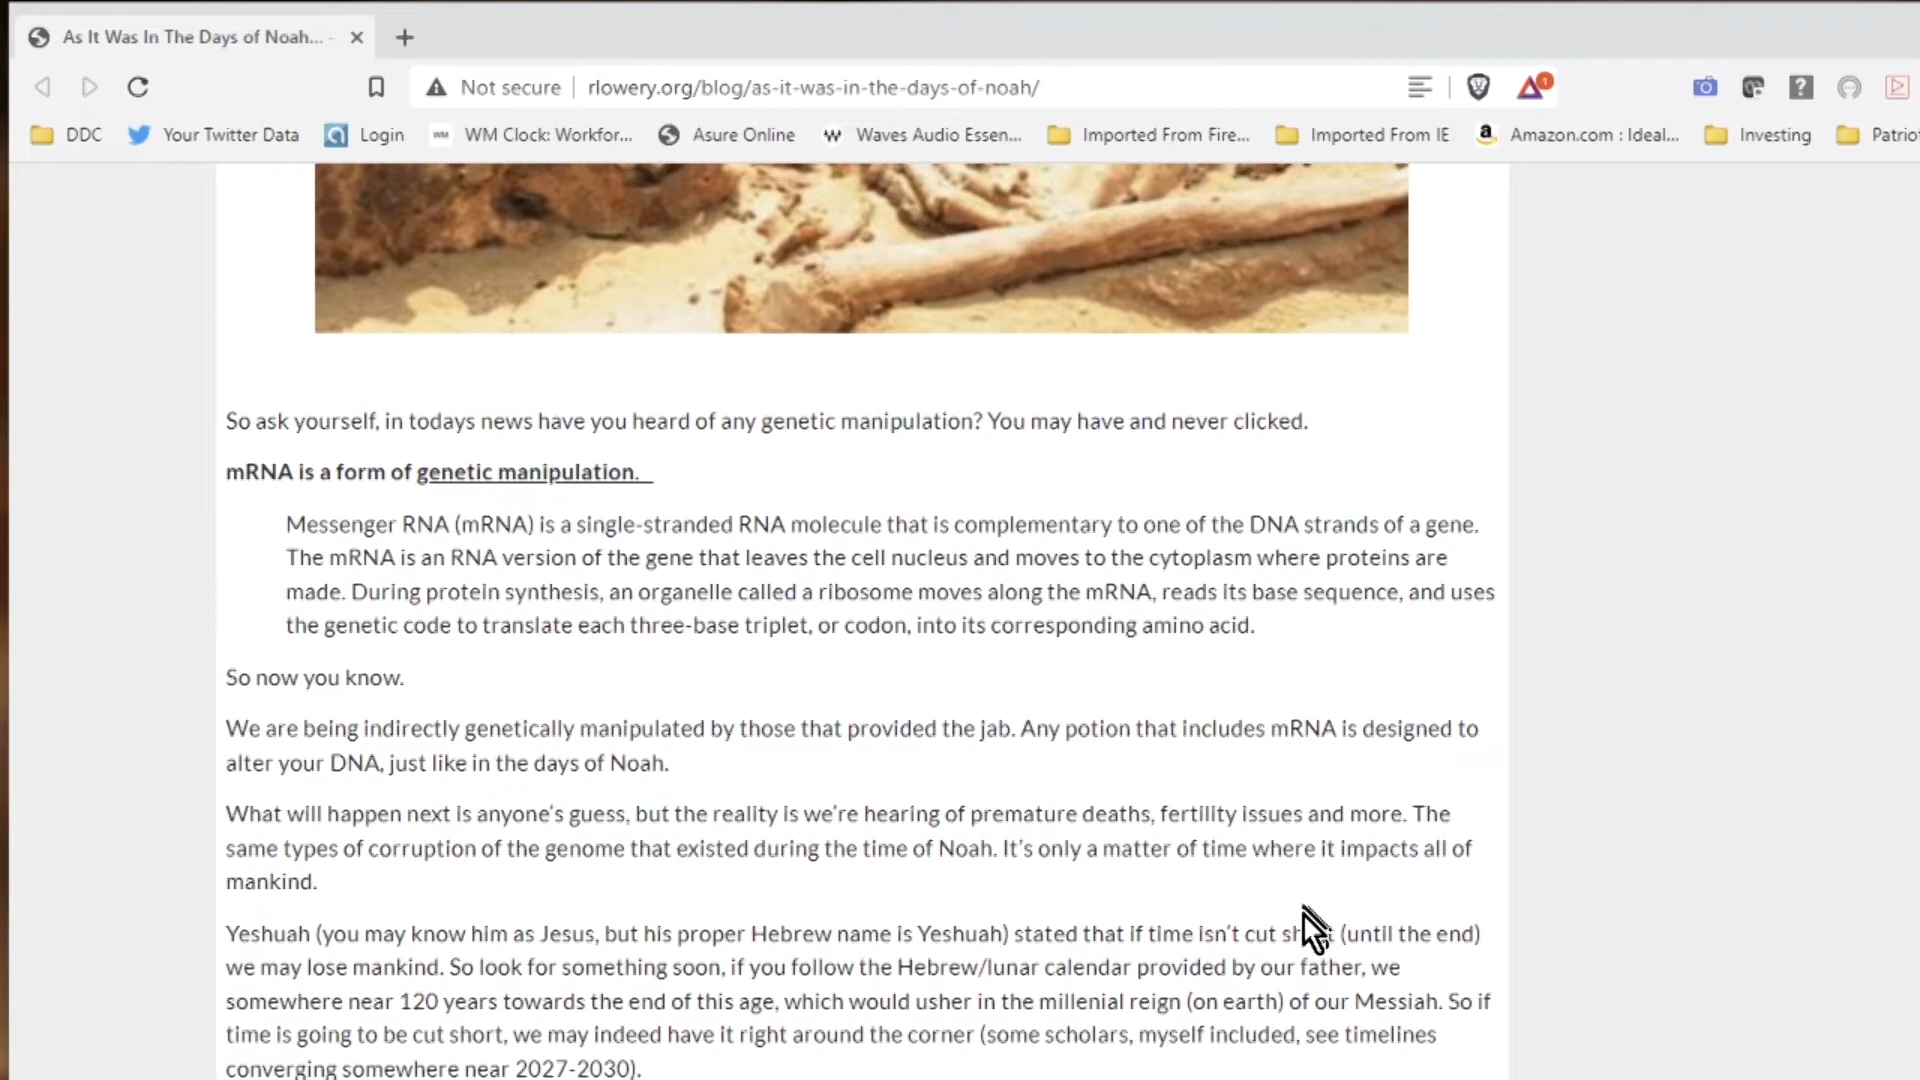 As It Was In The Days of Noah... -
Not secure rlowery.org/blog/as-it-was-in-the-days-of-noah/
1
DDC Your Twitter Data Login WM WM Clock: Workfor... Asure Online W Waves Audio Essen... Imported From Fire... Imported From IE a Amazon.com : Ideal... Investing Patrio
So ask yourself, in todays news have you heard of any genetic manipulation? You may have and never clicked.
mRNA is a form of genetic manipulation.
Messenger RNA (mRNA) is a single-stranded RNA molecule that is complementary to one of the DNA strands of a gene.
The mRNA is an RNA version of the gene that leaves the cell nucleus and moves to the cytoplasm where proteins are
made. During protein synthesis, an organelle called a ribosome moves along the mRNA, reads its base sequence, and uses
the genetic code to translate each three-base triplet, or codon, into its corresponding amino acid.
So now you know.
We are being indirectly genetically manipulated by those that provided the jab. Any potion that includes mRNA is designed to
alter your DNA, just like in the days of Noah.
What will happen next is anyone's guess, but the reality is we're hearing of premature deaths, fertility issues and more. The
same types of corruption of the genome that existed during the time of Noah. It's only a matter of time where it impacts all of
mankind.
Yeshuah (you may know him as Jesus, but his proper Hebrew name is Yeshuah) stated that if time isn't cut (until the end)
we may lose mankind. So look for something soon, if you follow the Hebrew/lunar calendar provided by our father, we
somewhere near 120 years towards the end of this age, which would usher in the millenial reign (on earth) of our Messiah. So if
time is going to be cut short, we may indeed have it right around the corner (some scholars, myself included, see timelines
converging somewhere near 2027-2030).